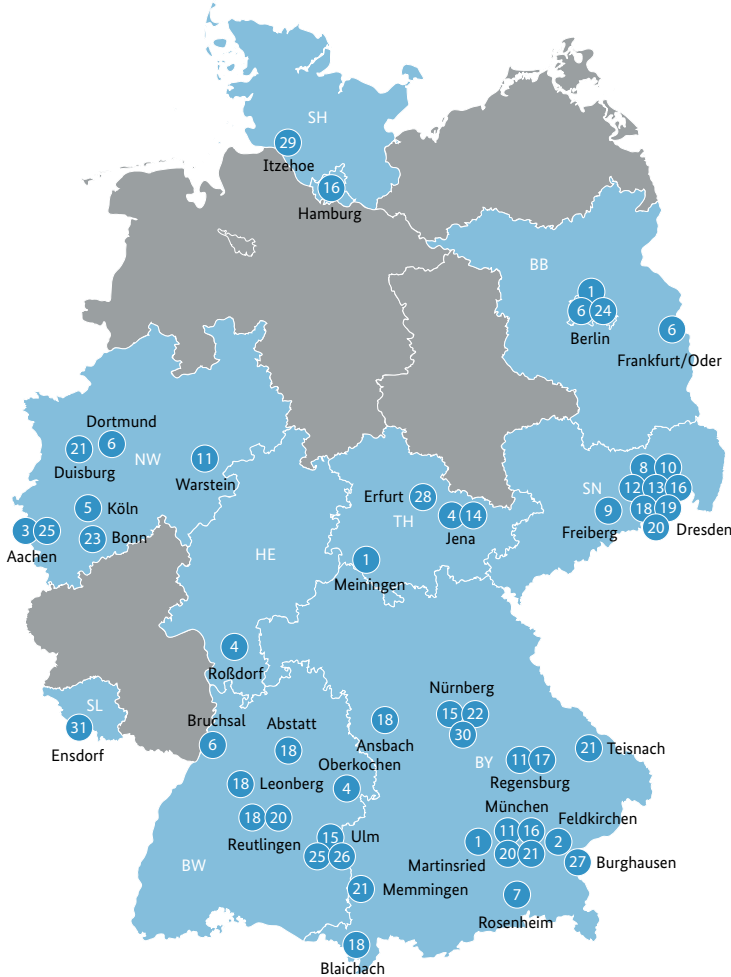 SH
29
Itzehoe
16
Hamburg
BB
1
6 24
Berlin
6
Frankfurt/Oder
Dortmund
21 6
Duisburg
NW
11
Warstein
5 Köln
3 25
Aachen
23 Bonn
HE
Erfurt 28
TH
4 14
Jena
1
Meiningen
SN
8 10
12 13 16
18 19
20 Dresden
9
Freiberg
4
Roßdorf
SL
31
Ensdorf
Bruchsal
6
Abstatt
18
18 Leonberg
Oberkochen
4
18 20
Reutlingen
15 Ulm
25 26
BW
18
Ansbach
Nürnberg
15 22
30
BY
11 17
Regensburg
21 Teisnach
München
11 16
20 21
Feldkirchen
2
1
Martinsried
27 Burghausen
21 Memmingen
7
Rosenheim
18
Blaichach